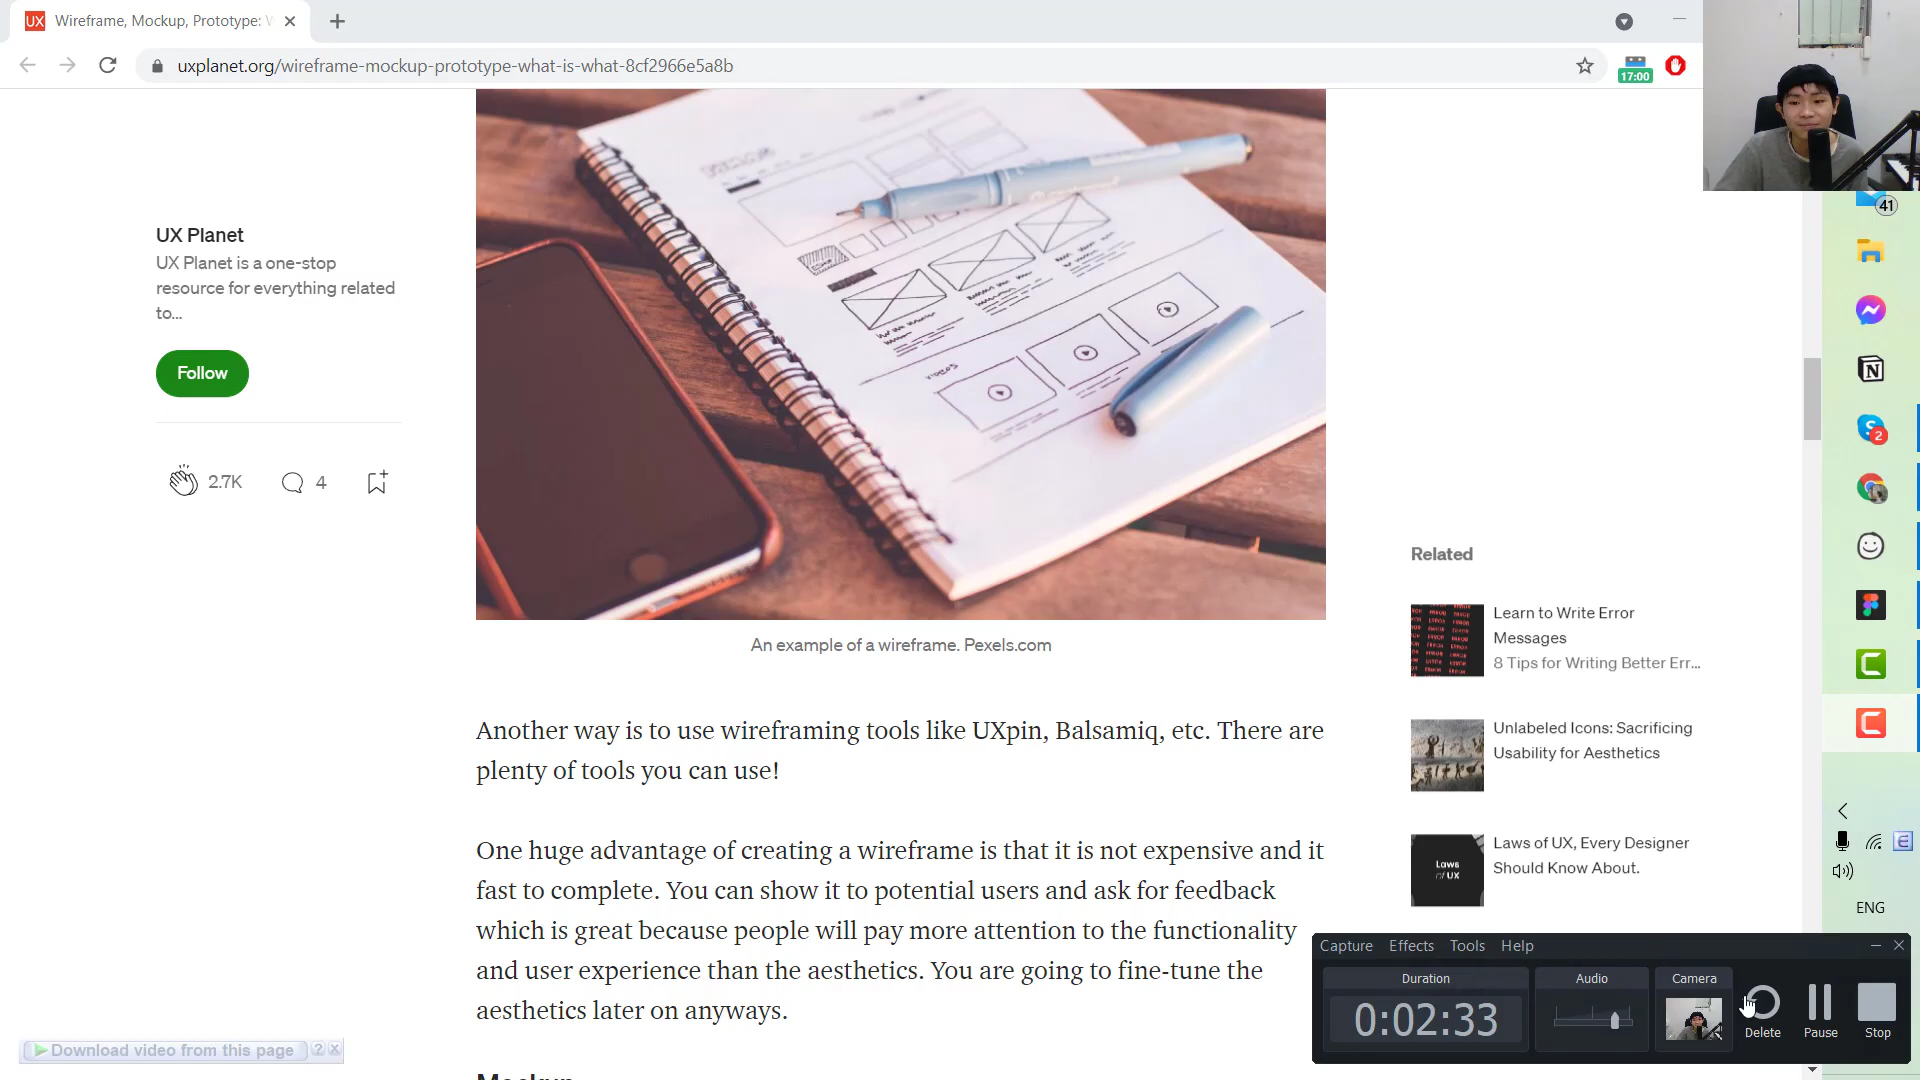 UX Wireframe, Mockup, Prototype: W
uxplanet.org/wireframe-mockup-prototype-what-is-what-8cf2966e5a8b
17:00
41
UX Planet
UX Planet is a one-stop
resource for everything related
to...
Follow
2.7K
4
VIDEOS
An example of a wireframe. Pexels.com
Another way is to use wireframing tools like UXpin, Balsamiq, etc. There are
plenty of tools you can use!
One huge advantage of creating a wireframe is that it is not expensive and it
fast to complete. You can show it to potential users and ask for feedback
which is great because people will pay more attention to the functionality
and user experience than the aesthetics. You are going to fine-tune the
aesthetics later on anyways.
Mockup
Related
Learn to Write Error
Messages
8 Tips for Writing Better Err...
Unlabeled Icons: Sacrificing
Usability for Aesthetics
Laws
of UX
Laws of UX, Every Designer
Should Know About.
2
ENG
Capture Effects Tools Help
Duration
Audio
Camera
0:02:33
Delete
Pause
Stop
Download video from this page ? X